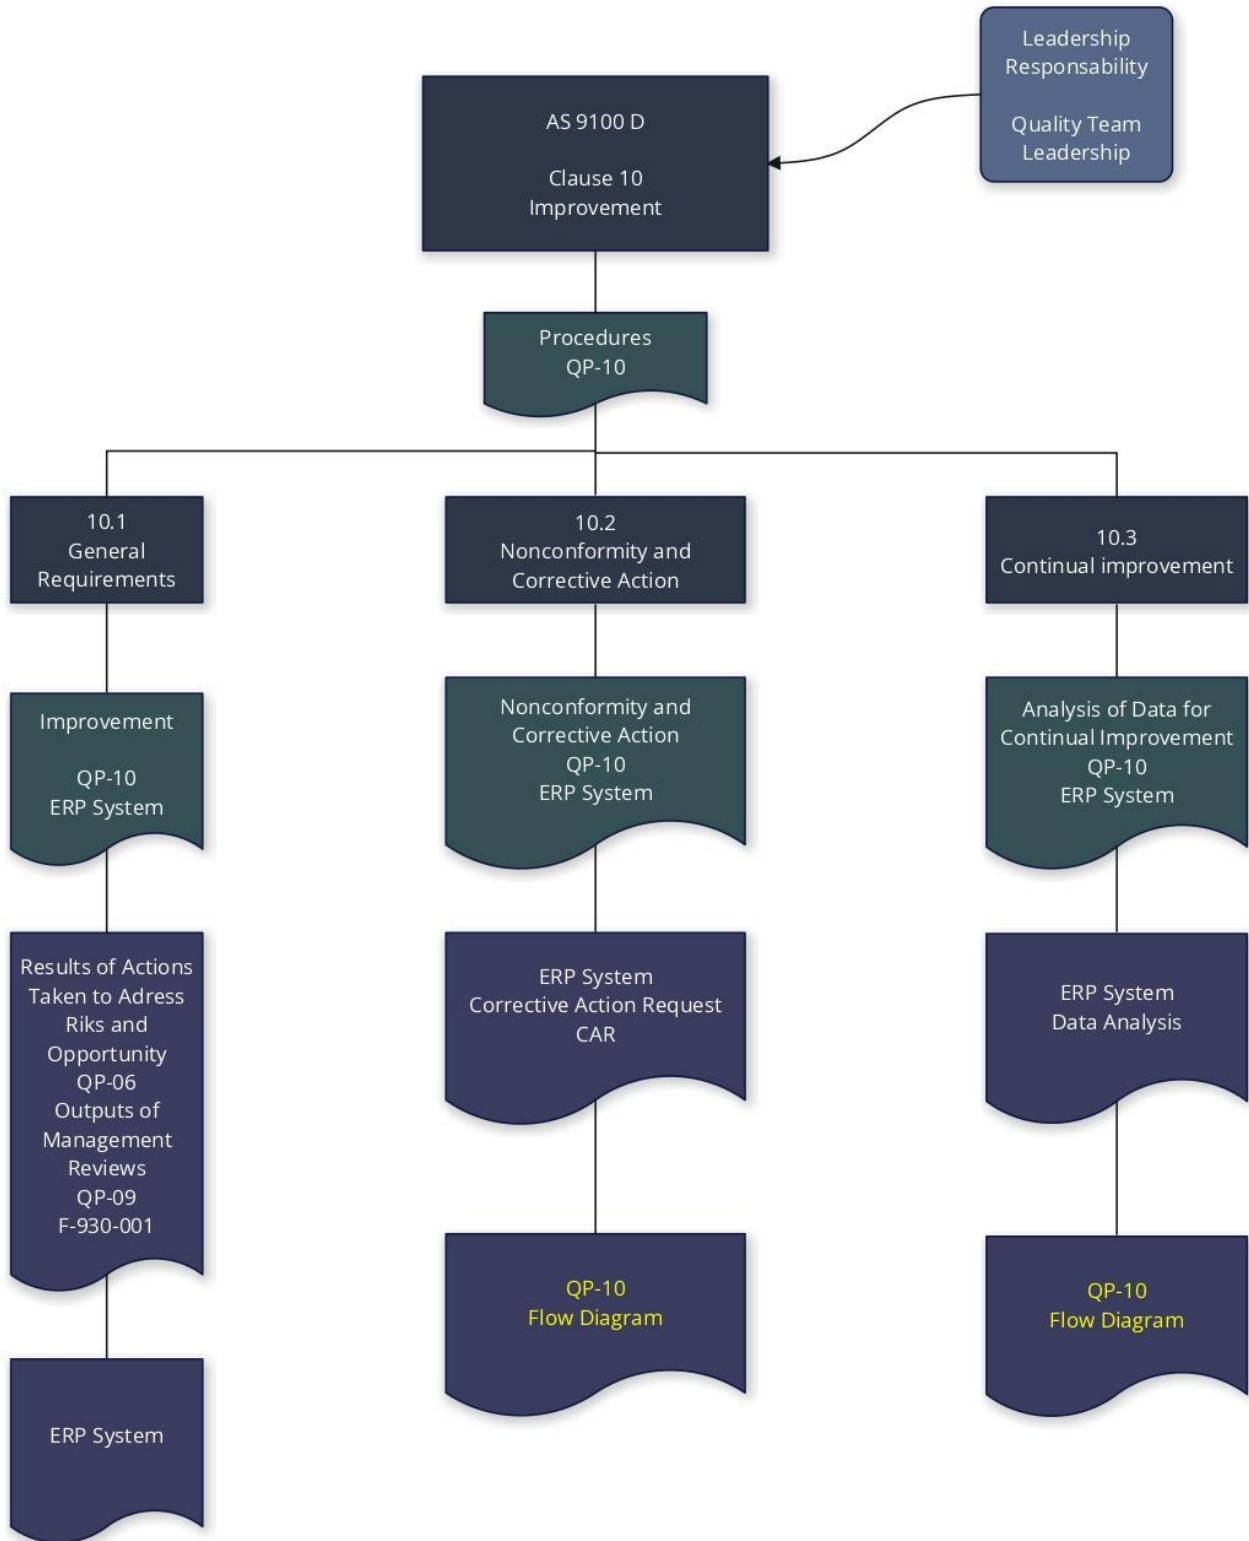 Leadership
Responsability
Quality Team
Leadership
AS 9100 D
Clause 10
Improvement
Procedures
QP-10
10.1
General
Requirements
10.2
Nonconformity and
Corrective Action
10.3
Continual improvement
Improvement
QP-10
ERP System
Nonconformity and
Corrective Action
QP-10
ERP System
Analysis of Data for
Continual Improvement
QP-10
ERP System
Results of Actions
Taken to Adress
Riks and
Opportunity
QP-06
Outputs of
Management
Reviews
QP-09
F-930-001
ERP System
Corrective Action Request
CAR
ERP System
Data Analysis
QP-10
Flow Diagram
QP-10
Flow Diagram
ERP System